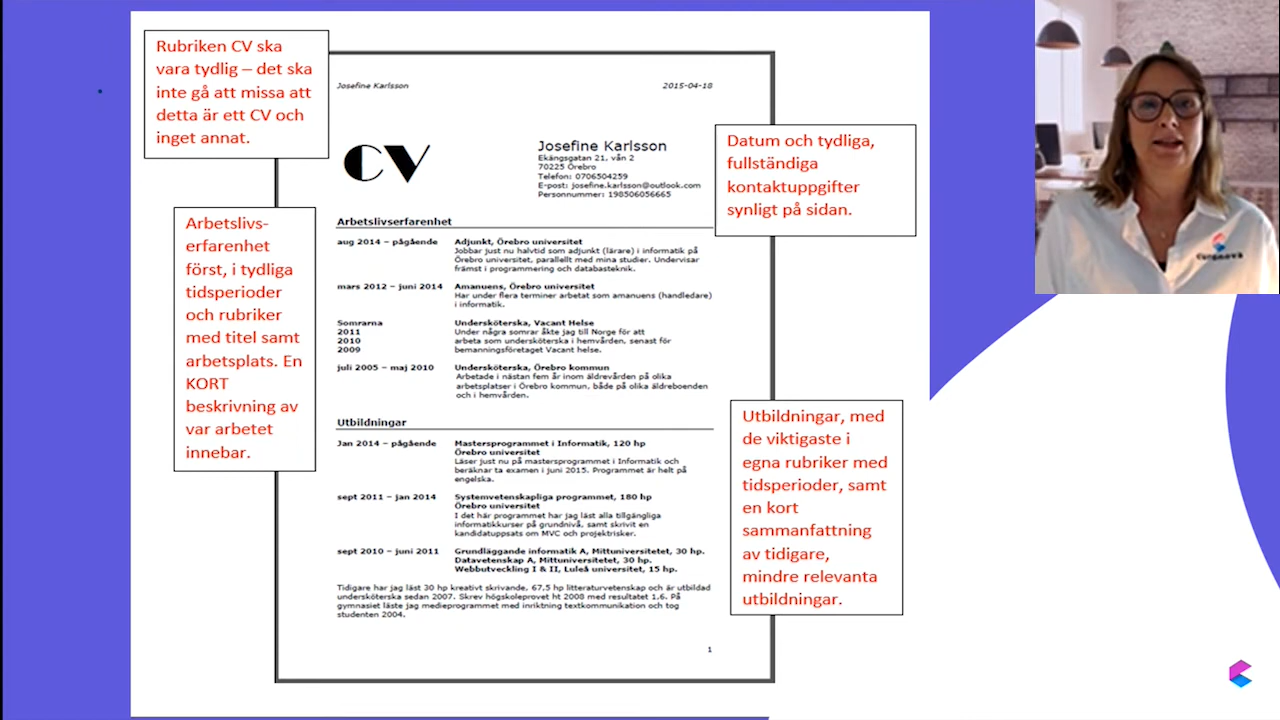 Rubriken CV ska
vara tydlig – det ska
inte gå att missa att
detta är ett CV och
inget annat.
Arbetslivs-
erfarenhet
först, i tydliga
tidsperioder
och rubriker
med titel samt
arbetsplats. En
KORT
beskrivning av
var arbetet
innebar.
Josefine Karlsson 2015-04-18
CV
Josefine Karlsson
Ekängsgatan 21, vån 2
70225 Örebro
Telefon: 0706504259
E-post: josefine.karlsson@outlook.com
Personnummer: 198506056665
Arbetslivserfarenhet
aug 2014 – pågående Adjunkt, Örebro universitet
Jobbar just nu halvtid som adjunkt (lärare) i informatik på
Örebro universitet, parallellt med mina studier. Undervisar
främst i programmering och databasteknik.
mars 2012 – juni 2014 Amanuens, Örebro universitet
Har under flera terminer arbetat som amanuens (handledare)
i informatik.
Somrarna Undersköterska, Vacant Helse
2011 Under några somrar åkte jag till Norge för att
2010 arbeta som undersköterska i hemvården, senast för
2009 bemanningsföretaget Vacant helse.
juli 2005 – maj 2010 Undersköterska, Örebro kommun
Arbetade i nästan fem år inom äldrevården på olika
arbetsplatser i Örebro kommun, både på olika äldreboenden
och i hemvården.
Utbildningar
Jan 2014 – pågående Mastersprogrammet i Informatik, 120 hp
Örebro universitet
Läser just nu på mastersprogrammet i Informatik och
beräknar ta examen i juni 2015. Programmet är helt på
engelska.
sept 2011 – jan 2014 Systemvetenskapliga programmet, 180 hp
Örebro universitet
I det här programmet har jag läst alla tillgängliga
informatikkurser på grundnivå, samt skrivit en
kandidatuppsats om MVC och projektrisker.
sept 2010 – juni 2011 Grundläggande informatik A, Mittuniversitetet, 30 hp.
Datavetenskap A, Mittuniversitetet, 30 hp.
Webbutveckling I & II, Luleå universitet, 15 hp.
Tidigare har jag läst 30 hp kreativt skrivande, 67,5 hp litteraturvetenskap och är utbildad
undersköterska sedan 2007. Skrev högskoleprovet ht 2008 med resultatet 1.6. På
gymnasiet läste jag medieprogrammet med inriktning textkommunikation och tog
studenten 2004.
1
Datum och tydliga,
fullständiga
kontaktuppgifter
synligt på sidan.
Utbildningar, med
de viktigaste i
egna rubriker med
tidsperioder, samt
en kort
sammanfattning
av tidigare,
mindre relevanta
utbildningar.